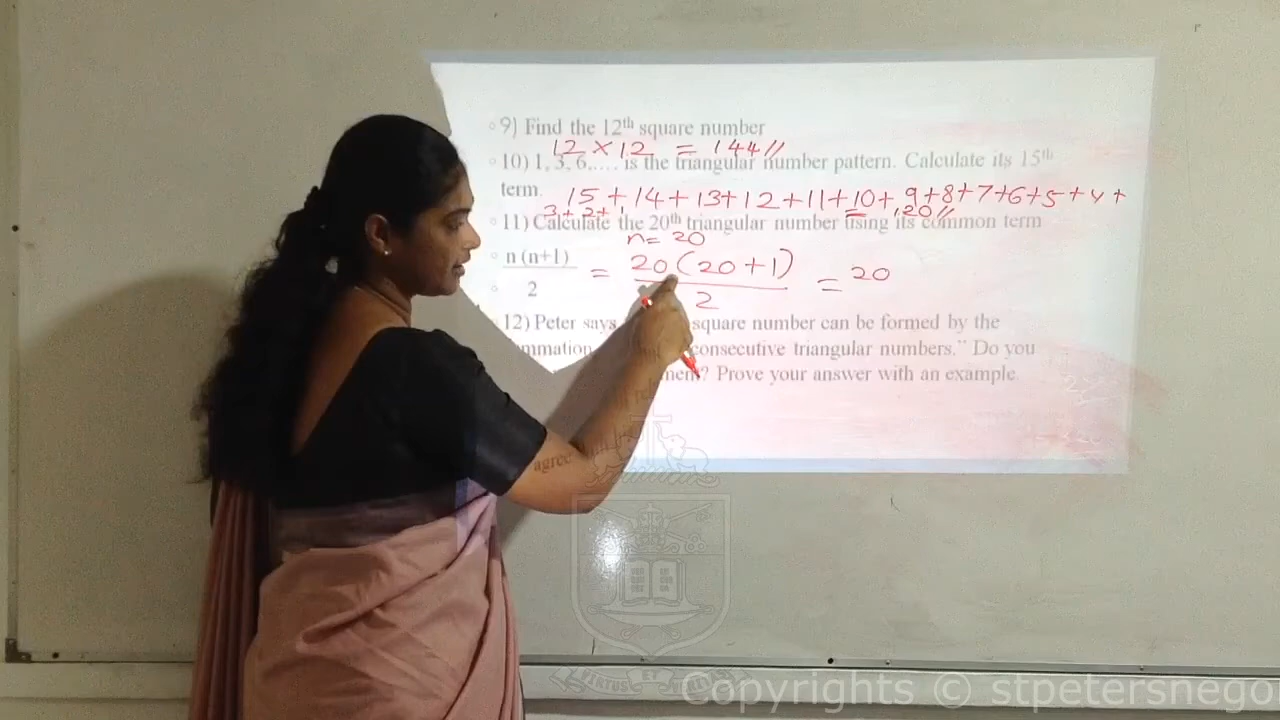 9) Find the 12th square number
12 × 12 = 144//
10) 1, 3, 6,.... is the triangular number pattern. Calculate its 15th
term.
15 + 14 + 13 + 12 + 11 + 10 + 9 + 8 + 7 + 6 + 5 + 4 +
3 + 2 + 1 = 120//
11) Calculate the 20th triangular number using its common term
n = 20
n (n+1) = 20 (20 + 1) = 20
2 2
12) Peter says square number can be formed by the
consecutive triangular numbers.” Do you
agree ? Prove your answer with an example.
VIRTUS ET
Copyrights © stpetersnego